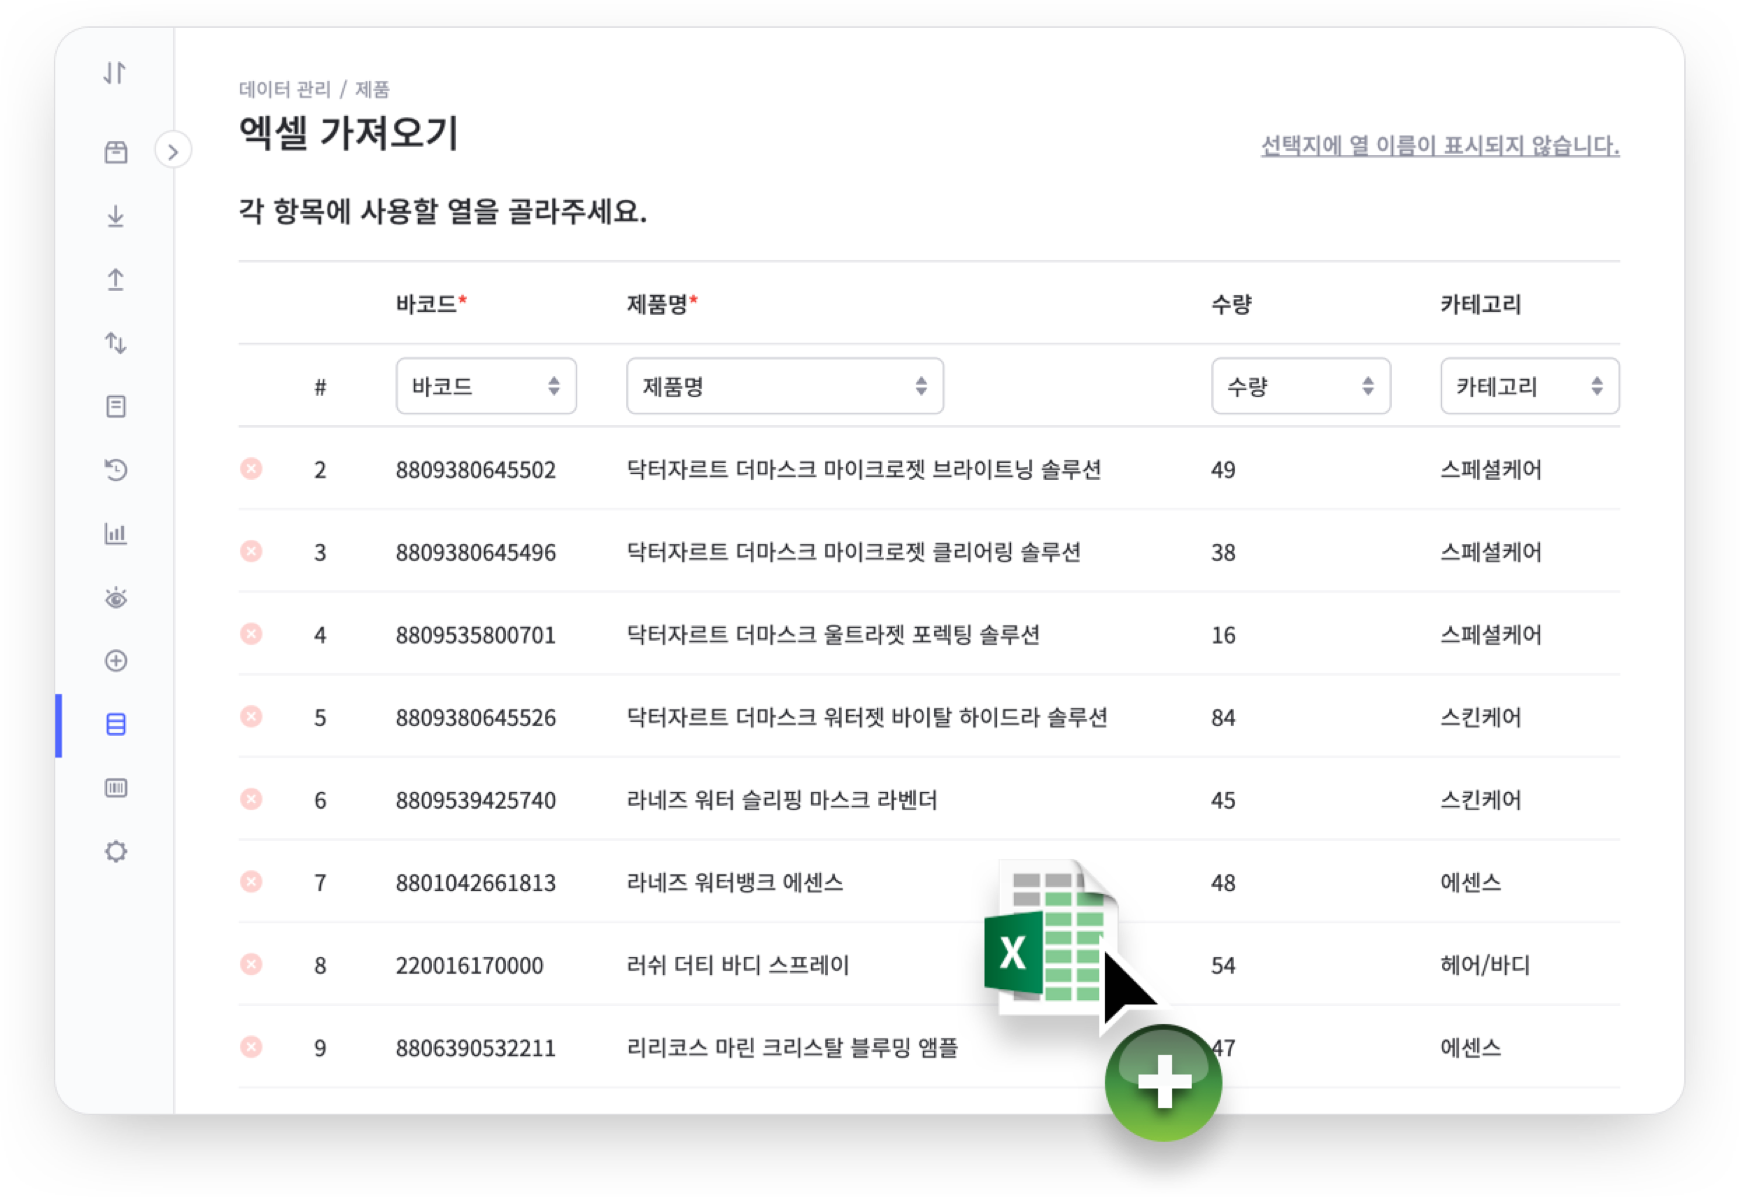 데이터 관리 / 제품
엑셀 가져오기
선택지에 열 이름이 표시되지 않습니다.
각 항목에 사용할 열을 골라주세요.
바코드* 제품명* 수량 카테고리
# 바코드 제품명 수량 카테고리
2 8809380645502 닥터자르트 더마스크 마이크로젯 브라이트닝 솔루션 49 스페셜케어
3 8809380645496 닥터자르트 더마스크 마이크로젯 클리어링 솔루션 38 스페셜케어
4 8809535800701 닥터자르트 더마스크 울트라젯 포렉팅 솔루션 16 스페셜케어
5 8809380645526 닥터자르트 더마스크 워터젯 바이탈 하이드라 솔루션 84 스킨케어
6 8809539425740 라네즈 워터 슬리핑 마스크 라벤더 45 스킨케어
7 8801042661813 라네즈 워터뱅크 에센스 48 에센스
8 220016170000 러쉬 더티 바디 스프레이 54 헤어/바디
9 8806390532211 리리코스 마린 크리스탈 블루밍 앰플 47 에센스
X